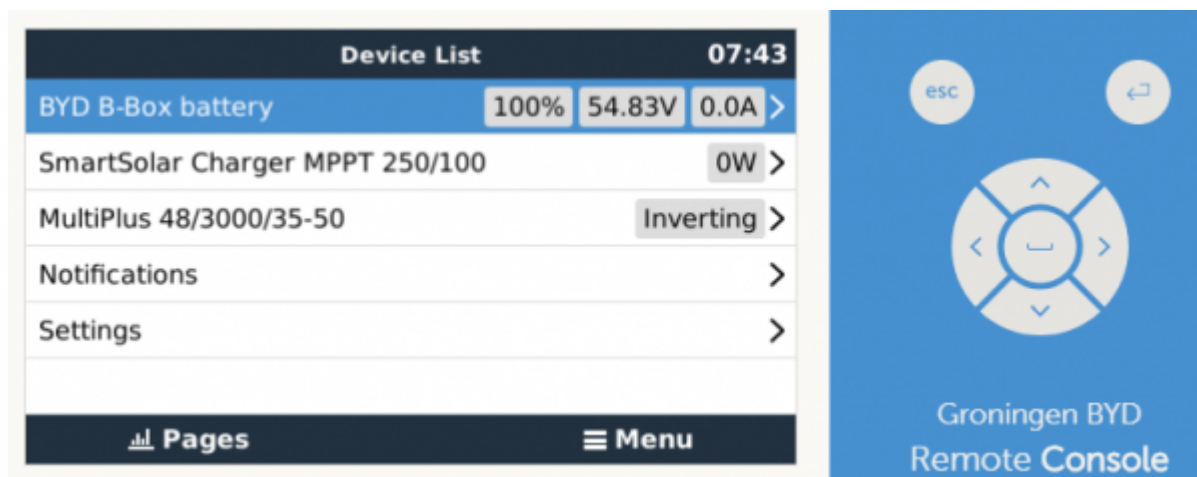 Device List 07:43
BYD B-Box battery 100% 54.83V 0.0A
SmartSolar Charger MPPT 250/100 0W
MultiPlus 48/3000/35-50 Inverting
Notifications
Settings
Pages Menu
esc
Groningen BYD
Remote Console